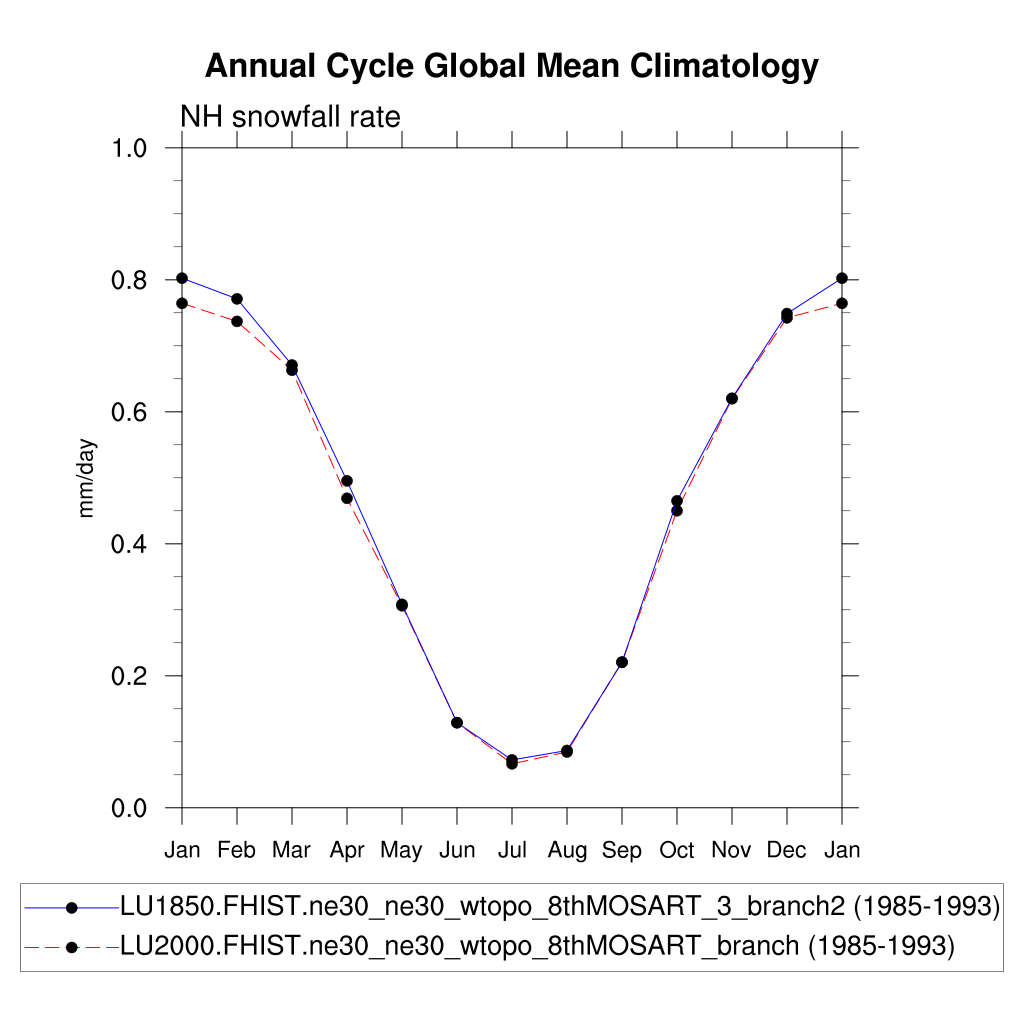 Annual Cycle Global Mean Climatology
NH snowfall rate
1.0
0.8
0.6
0.4
0.2
0.0
mm/day
Jan Feb Mar Apr May Jun Jul Aug Sep Oct Nov Dec Jan
LU1850.FHIST.ne30_ne30_wtopo_8thMOSART_3_branch2 (1985-1993)
LU2000.FHIST.ne30_ne30_wtopo_8thMOSART_branch (1985-1993)